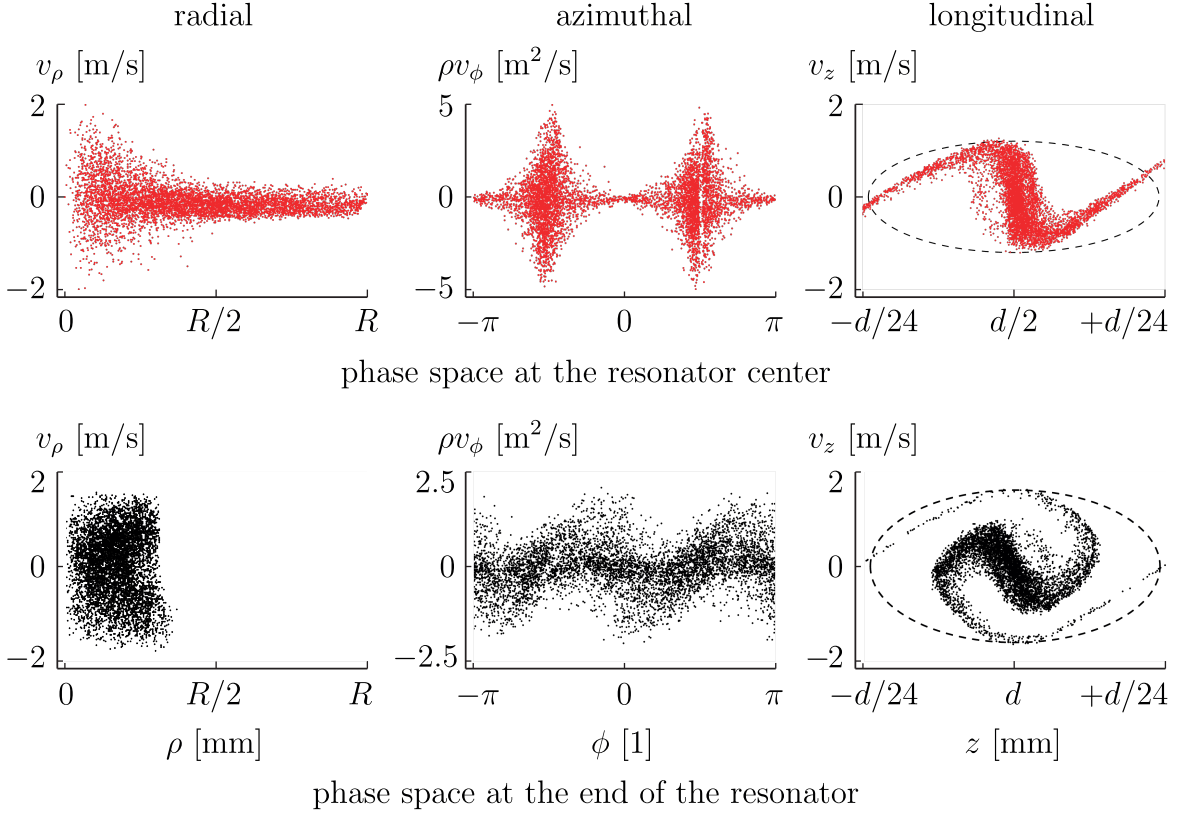 radial azimuthal longitudinal
v_ρ [m/s] ρv_ϕ [m²/s] v_z [m/s]
2 5 2
0 0 0
−2 −5 −2
0 R/2 R −π 0 π −d/24 d/2 +d/24
phase space at the resonator center
v_ρ [m/s] ρv_ϕ [m²/s] v_z [m/s]
2 2.5 2
0 0 0
−2 −2.5 −2
0 R/2 R −π 0 π −d/24 d +d/24
ρ [mm] ϕ [1] z [mm]
phase space at the end of the resonator